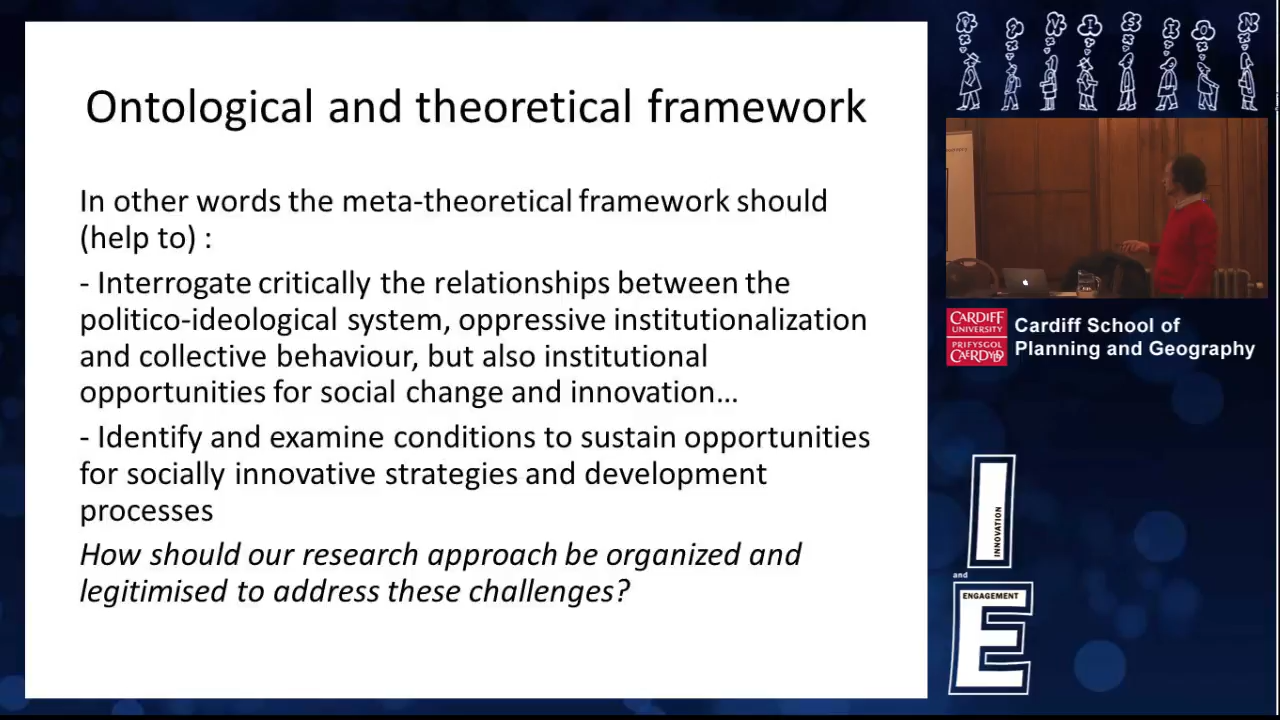 Ontological and theoretical framework
In other words the meta-theoretical framework should
(help to) :
- Interrogate critically the relationships between the
politico-ideological system, oppressive institutionalization
and collective behaviour, but also institutional
opportunities for social change and innovation...
- Identify and examine conditions to sustain opportunities
for socially innovative strategies and development
processes
How should our research approach be organized and
legitimised to address these challenges?
CARDIFF
UNIVERSITY
PRIFYSGOL
CAERDYDD
Cardiff School of
Planning and Geography
I
INNOVATION
and
ENGAGEMENT
E